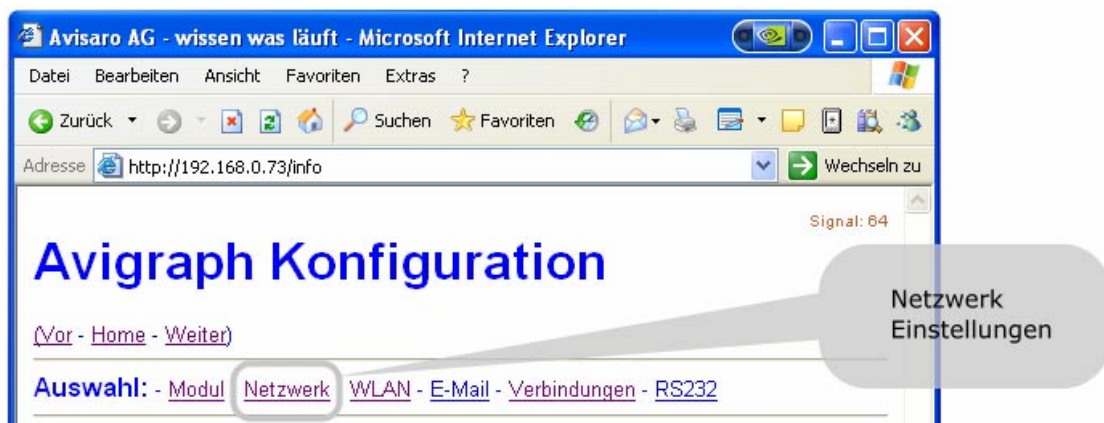 Avisaro AG - wissen was läuft - Microsoft Internet Explorer
Datei Bearbeiten Ansicht Favoriten Extras ?
Zurück Suchen Favoriten
Adresse http://192.168.0.73/info Wechseln zu
Signal: 64
Avigraph Konfiguration
(Vor - Home - Weiter)
Netzwerk
Einstellungen
Auswahl: - Modul Netzwerk WLAN - E-Mail - Verbindungen - RS232